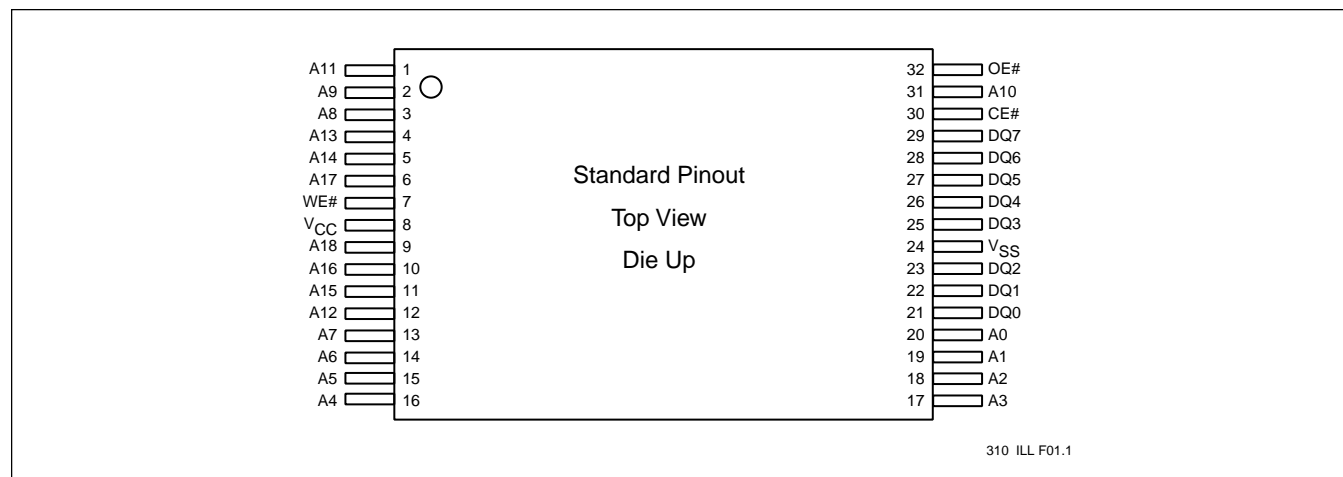 A11 1 32 OE#
A9 2 31 A10
A8 3 30 CE#
A13 4 29 DQ7
A14 5 28 DQ6
A17 6 27 DQ5
WE# 7 26 DQ4
VCC 8 25 DQ3
A18 9 24 VSS
A16 10 23 DQ2
A15 11 22 DQ1
A12 12 21 DQ0
A7 13 20 A0
A6 14 19 A1
A5 15 18 A2
A4 16 17 A3
Standard Pinout
Top View
Die Up
310 ILL F01.1